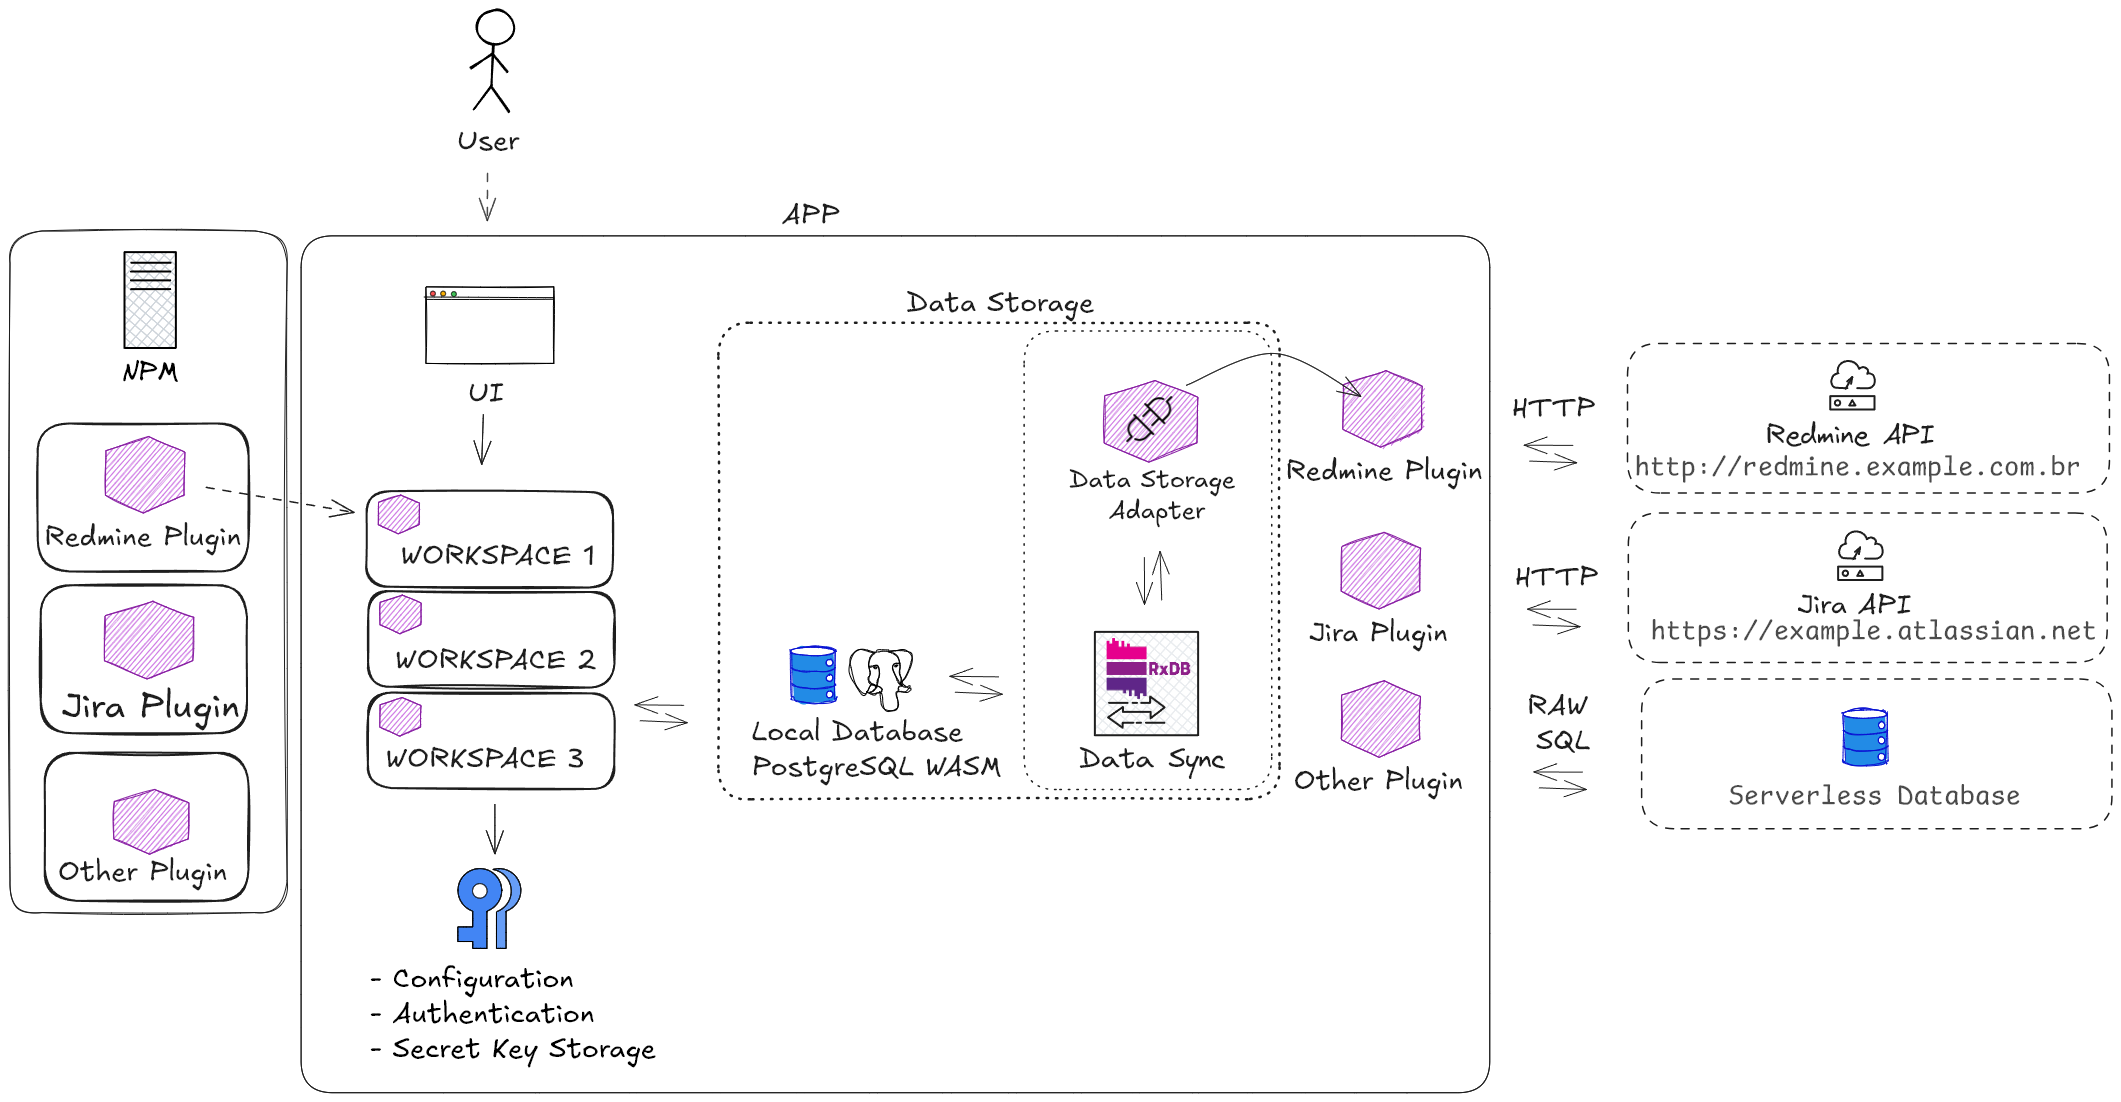 User
APP
NPM
Redmine Plugin
Jira Plugin
Other Plugin
UI
WORKSPACE 1
WORKSPACE 2
WORKSPACE 3
- Configuration
- Authentication
- Secret Key Storage
Data Storage
Local Database
PostgreSQL WASM
Data Storage
Adapter
RxDB
Data Sync
Redmine Plugin
Jira Plugin
Other Plugin
HTTP
Redmine API
http://redmine.example.com.br
HTTP
Jira API
https://example.atlassian.net
RAW
SQL
Serverless Database